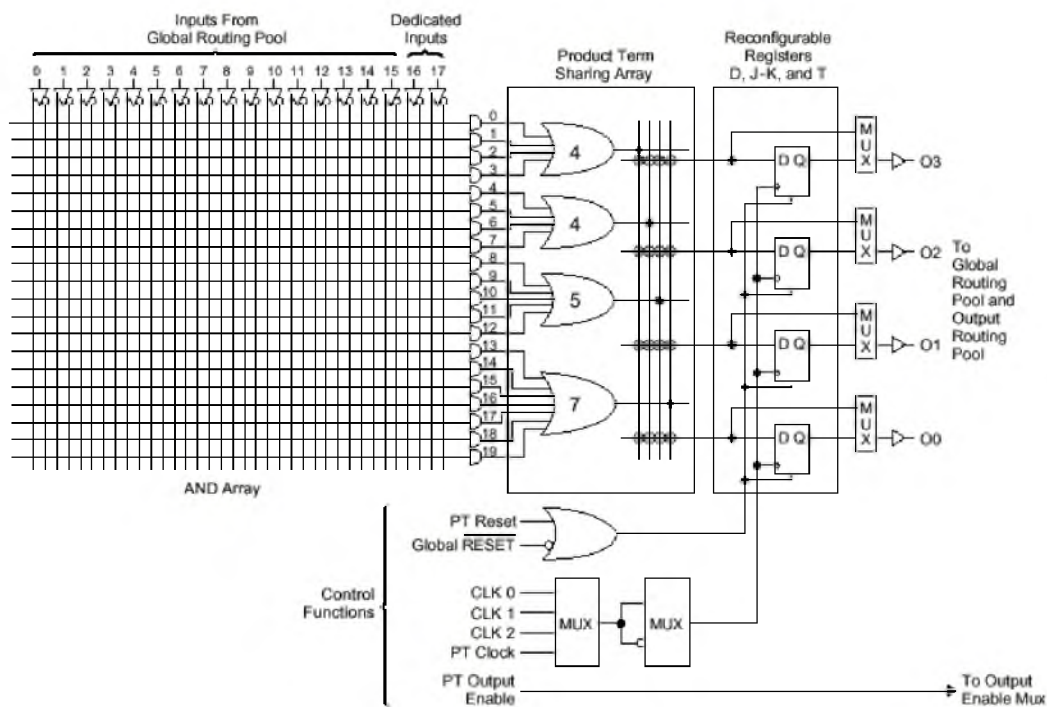 Inputs From
Global Routing Pool
Dedicated
Inputs
0 1 2 3 4 5 6 7 8 9 10 11 12 13 14 15 16 17
Product Term
Sharing Array
Reconfigurable
Registers
D, J-K, and T
0
1
2
3
4
5
6
7
8
9
10
11
12
13
14
15
16
17
18
19
4
4
5
7
D Q
MUX
O3
D Q
MUX
O2
D Q
MUX
O1
D Q
MUX
O0
To
Global
Routing
Pool and
Output
Routing
Pool
AND Array
Control
Functions
PT Reset
Global RESET
CLK 0
CLK 1
CLK 2
PT Clock
MUX
MUX
PT Output
Enable
To Output
Enable Mux